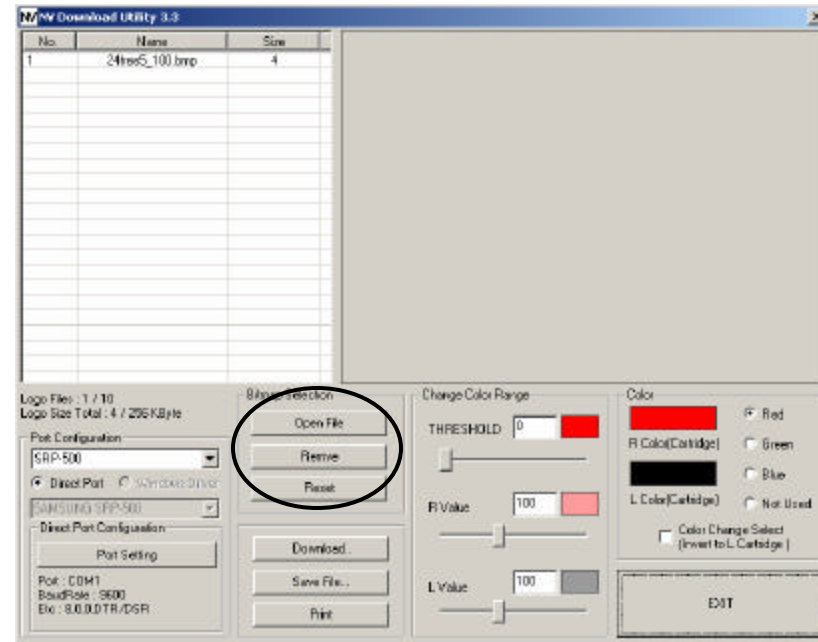 NV NV Download Utility 3.3
No. Name Size
1 24tree5_100.bmp 4
Logo Files : 1 / 10
Logo Size Total : 4 / 256 KByte
Port Configuration
SRP-500
Direct Port Windows Driver
SAMSUNG SRP-500
Direct Port Configuration
Port Setting
Port : COM1
BaudRate : 9600
Etc : 8.0.0.DTR/DSR
Bitmap Selection
Open File
Remve
Reset
Download..
Save File...
Print
Change Color Range
THRESHOLD 0
R Value 100
L Value 100
Color
R Color(Cartridge)
L Color(Cartridge)
Red
Green
Blue
Not Used
Color Change Select
(Invert to L Cartridge )
EXIT